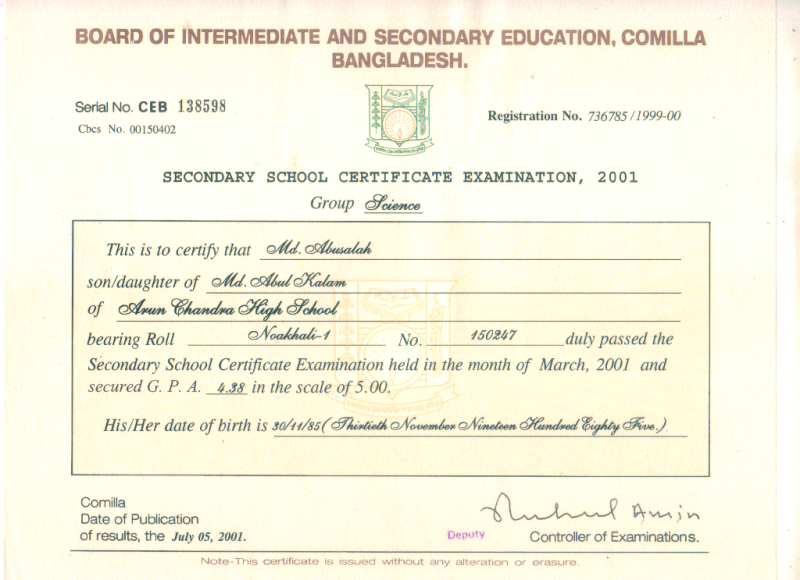 BOARD OF INTERMEDIATE AND SECONDARY EDUCATION, COMILLA
BANGLADESH.
Serial No. CEB 138598
Registration No. 736785/1999-00
Cbcs No. 00150402
SECONDARY SCHOOL CERTIFICATE EXAMINATION, 2001
Group Science
This is to certify that Md. Abusalah
son/daughter of Md. Abul Kalam
of Arun Chandra High School
bearing Roll Noakhali-1 No. 150247 duly passed the
Secondary School Certificate Examination held in the month of March, 2001 and
secured G. P. A. 4.38 in the scale of 5.00.
His/Her date of birth is 30/11/85 (Thirtieth November Nineteen Hundred Eighty Five.)
Comilla
Date of Publication
of results, the July 05, 2001.
Ruhul Amin
Deputy Controller of Examinations.
Note-This certificate is issued without any alteration or erasure.